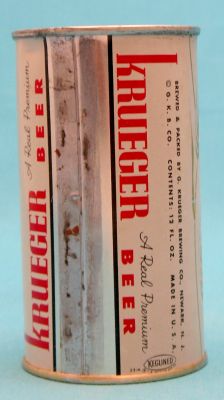 A Real Premium
KRUEGER
BEER
KRUEGER
A Real Premium
BEER
BREWED & PACKED BY G. KRUEGER BREWING CO. NEWARK, N. J.
© G. K. B. CO. CONTENTS: 12 FL. OZ. MADE IN U. S. A.
KEGLINED